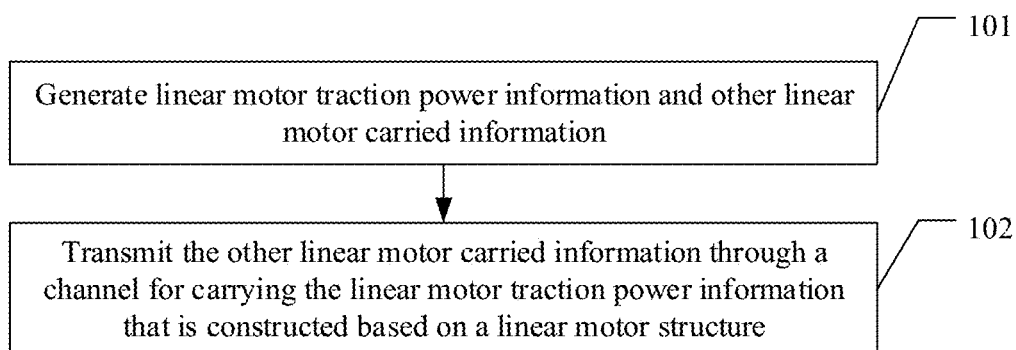 101
Generate linear motor traction power information and other linear
motor carried information
102
Transmit the other linear motor carried information through a
channel for carrying the linear motor traction power information
that is constructed based on a linear motor structure